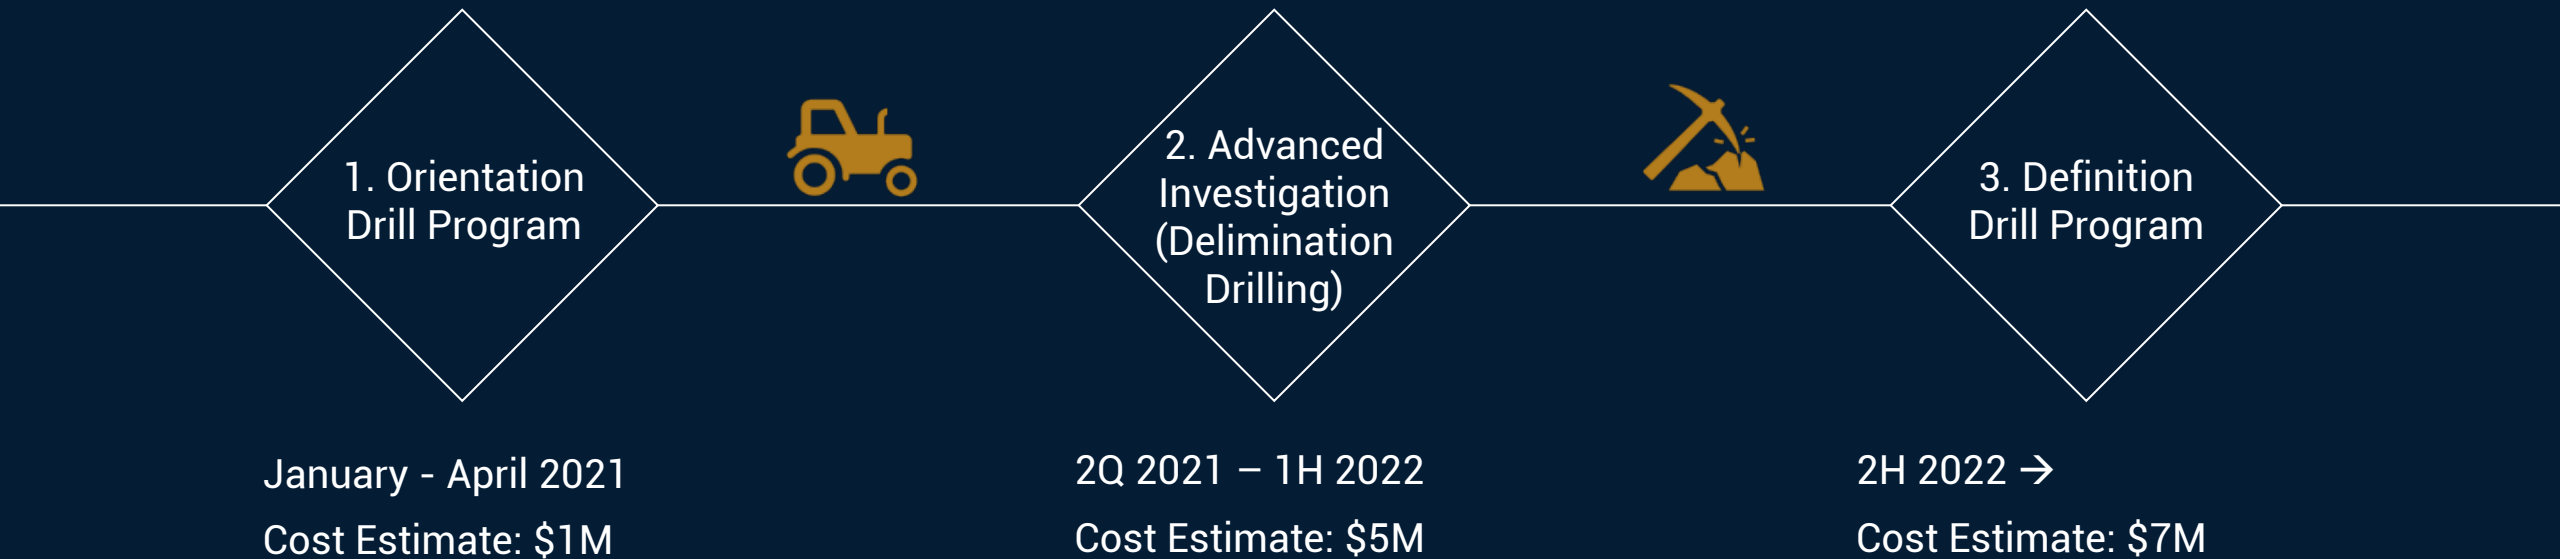 1. Orientation
Drill Program
2. Advanced
Investigation
(Delimination
Drilling)
3. Definition
Drill Program
January - April 2021
Cost Estimate: $1M
2Q 2021 – 1H 2022
Cost Estimate: $5M
2H 2022 →
Cost Estimate: $7M